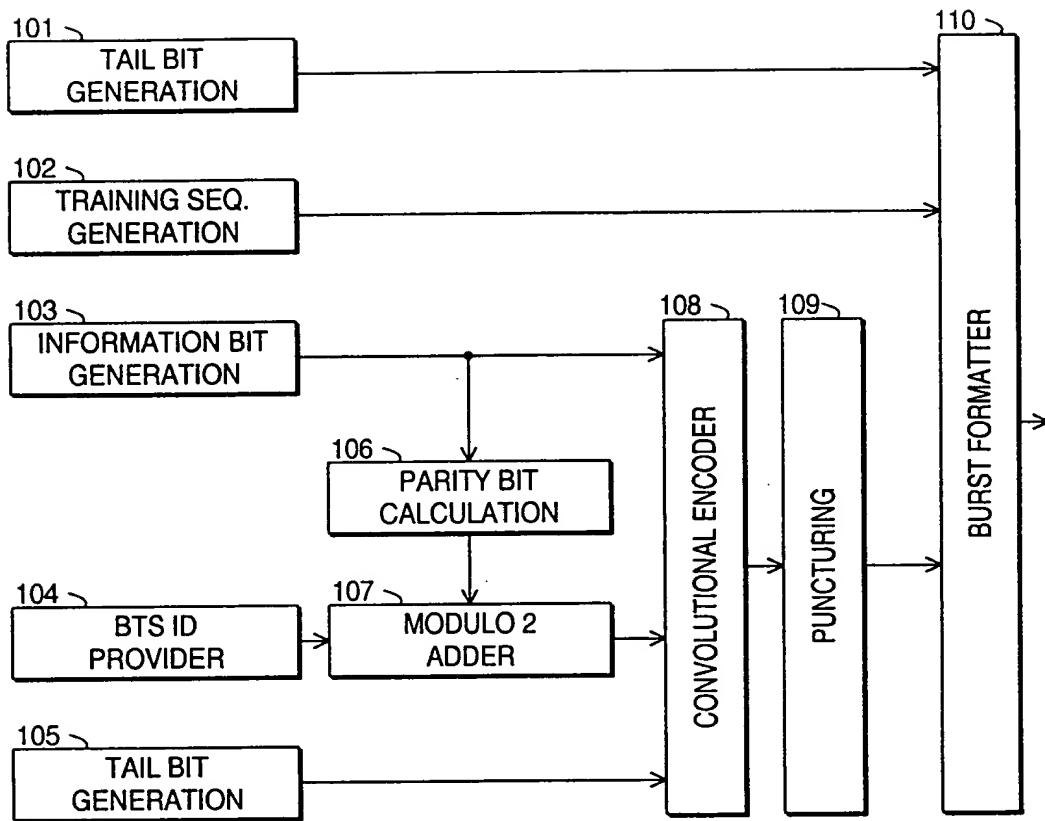 101
TAIL BIT
GENERATION
102
TRAINING SEQ.
GENERATION
103
INFORMATION BIT
GENERATION
106
PARITY BIT
CALCULATION
104
BTS ID
PROVIDER
107
MODULO 2
ADDER
105
TAIL BIT
GENERATION
108
CONVOLUTIONAL ENCODER
109
PUNCTURING
110
BURST FORMATTER